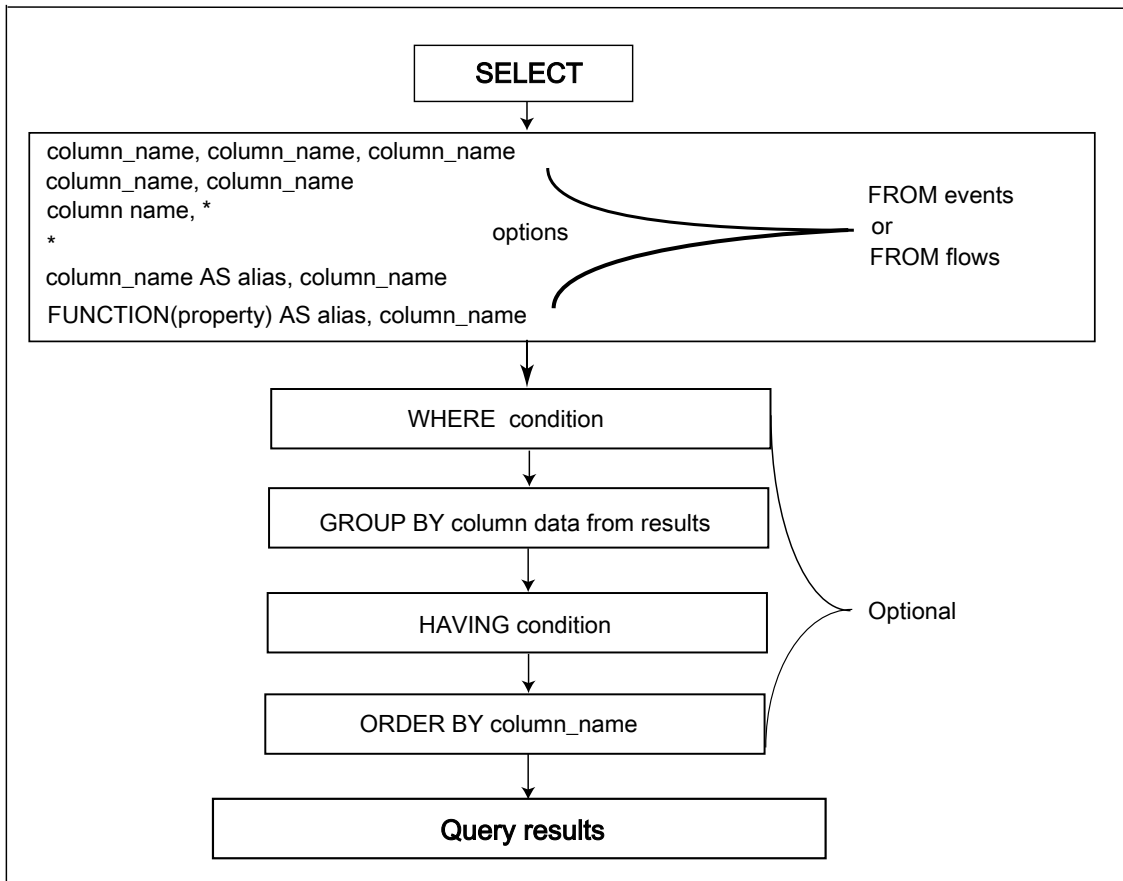 SELECT
column_name, column_name, column_name
column_name, column_name
column name, *
*
column_name AS alias, column_name
FUNCTION(property) AS alias, column_name
options
FROM events
or
FROM flows
WHERE condition
GROUP BY column data from results
HAVING condition
ORDER BY column_name
Optional
Query results